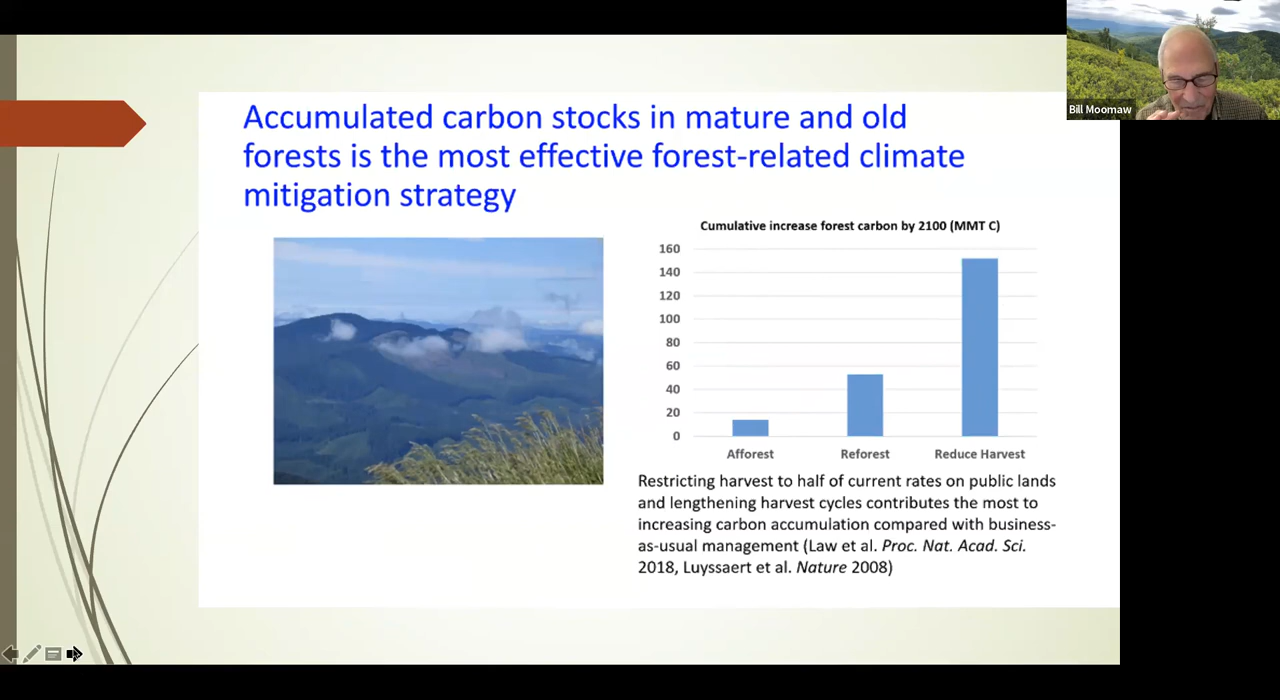 Bill Moomaw
Accumulated carbon stocks in mature and old
forests is the most effective forest-related climate
mitigation strategy
Cumulative increase forest carbon by 2100 (MMT C)
160
140
120
100
80
60
40
20
0
Afforest Reforest Reduce Harvest
Restricting harvest to half of current rates on public lands
and lengthening harvest cycles contributes the most to
increasing carbon accumulation compared with business-
as-usual management (Law et al. Proc. Nat. Acad. Sci.
2018, Luyssaert et al. Nature 2008)